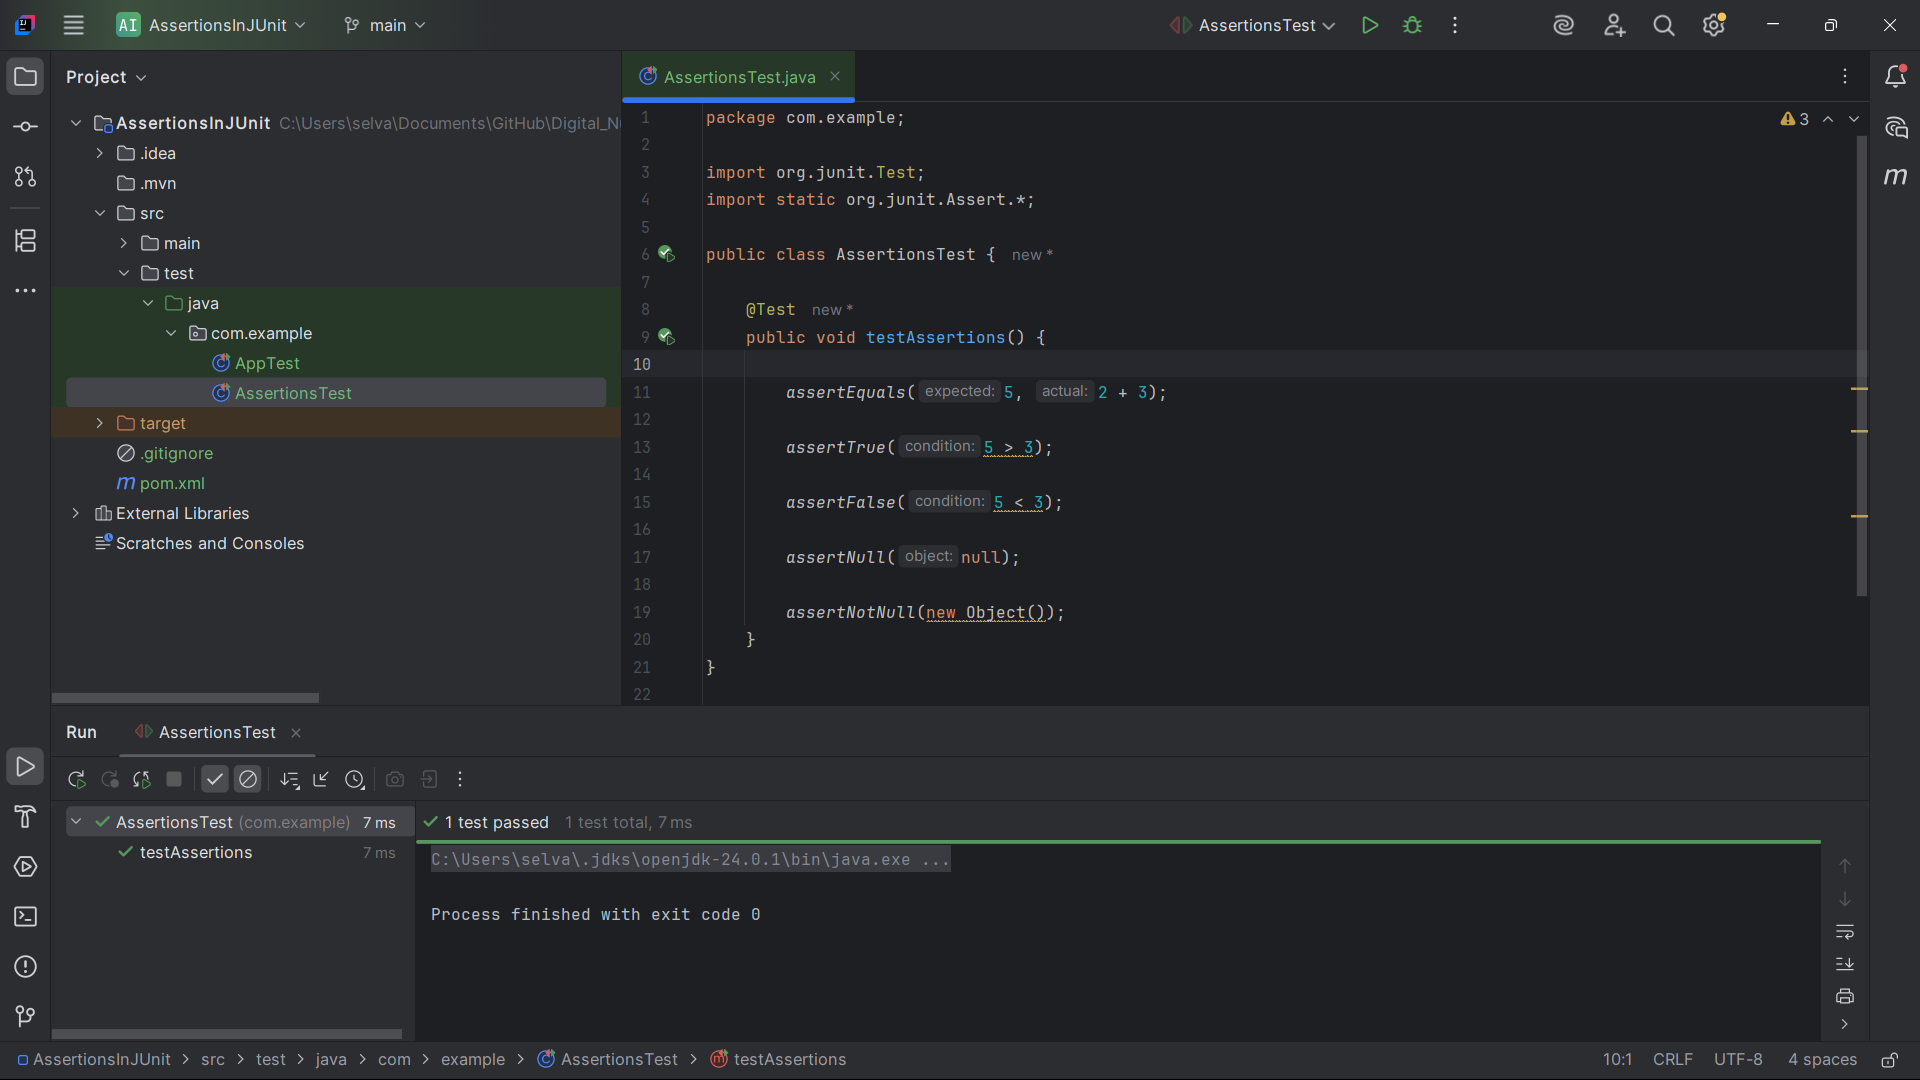 AI AssertionsInJUnit main AssertionsTest
Project
AssertionsInJUnit C:\Users\selva\Documents\GitHub\Digital_N
.idea
.mvn
src
main
test
java
com.example
AppTest
AssertionsTest
target
.gitignore
m pom.xml
External Libraries
Scratches and Consoles
AssertionsTest.java
3
1 package com.example;
2
3 import org.junit.Test;
4 import static org.junit.Assert.*;
5
6 public class AssertionsTest { new *
7
8 @Test new *
9 public void testAssertions() {
10
11 assertEquals( expected: 5, actual: 2 + 3);
12
13 assertTrue( condition: 5 > 3);
14
15 assertFalse( condition: 5 < 3);
16
17 assertNull( object: null);
18
19 assertNotNull(new Object());
20 }
21 }
22
m
Run AssertionsTest
AssertionsTest (com.example) 7 ms
testAssertions 7 ms
1 test passed 1 test total, 7 ms
C:\Users\selva\.jdks\openjdk-24.0.1\bin\java.exe ...
Process finished with exit code 0
AssertionsInJUnit > src > test > java > com > example > AssertionsTest > testAssertions
10:1 CRLF UTF-8 4 spaces